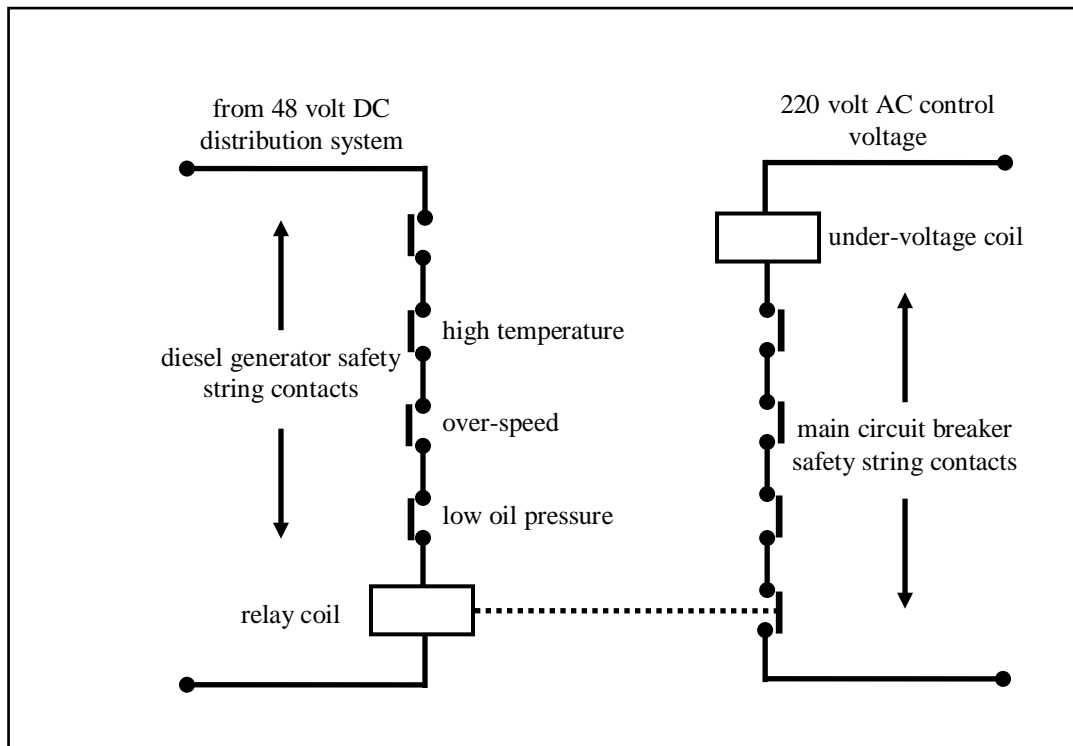 from 48 volt DC
distribution system
220 volt AC control
voltage
under-voltage coil
high temperature
diesel generator safety
string contacts
over-speed
main circuit breaker
safety string contacts
low oil pressure
relay coil